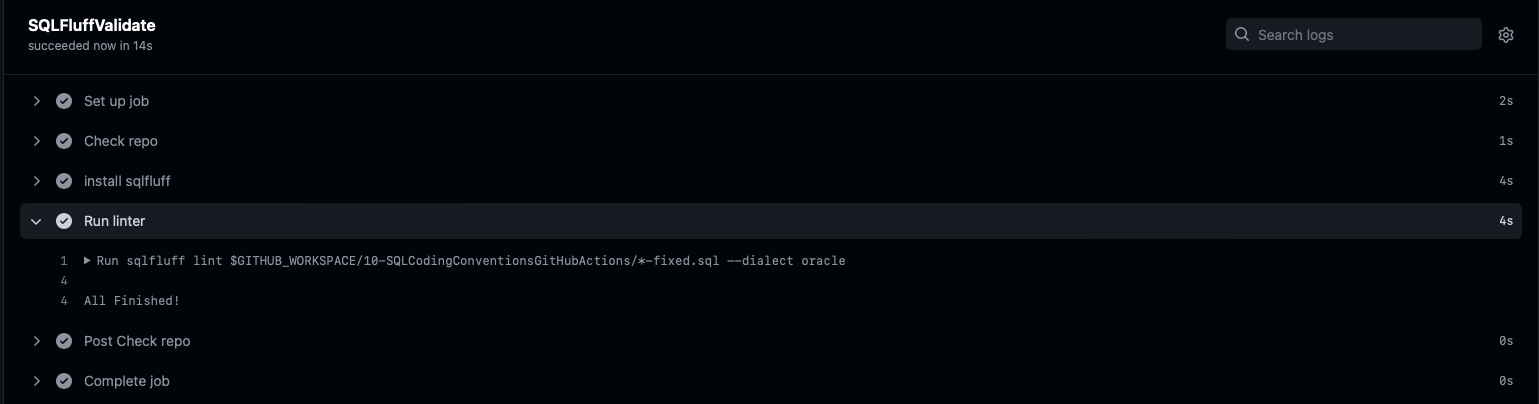 SQLFluffValidate
succeeded now in 14s
Search logs
Set up job 2s
Check repo 1s
install sqlfluff 4s
Run linter 4s
1 Run sqlfluff lint $GITHUB_WORKSPACE/10-SQLCodingConventionsGitHubActions/*-fixed.sql --dialect oracle
4
4 All Finished!
Post Check repo 0s
Complete job 0s